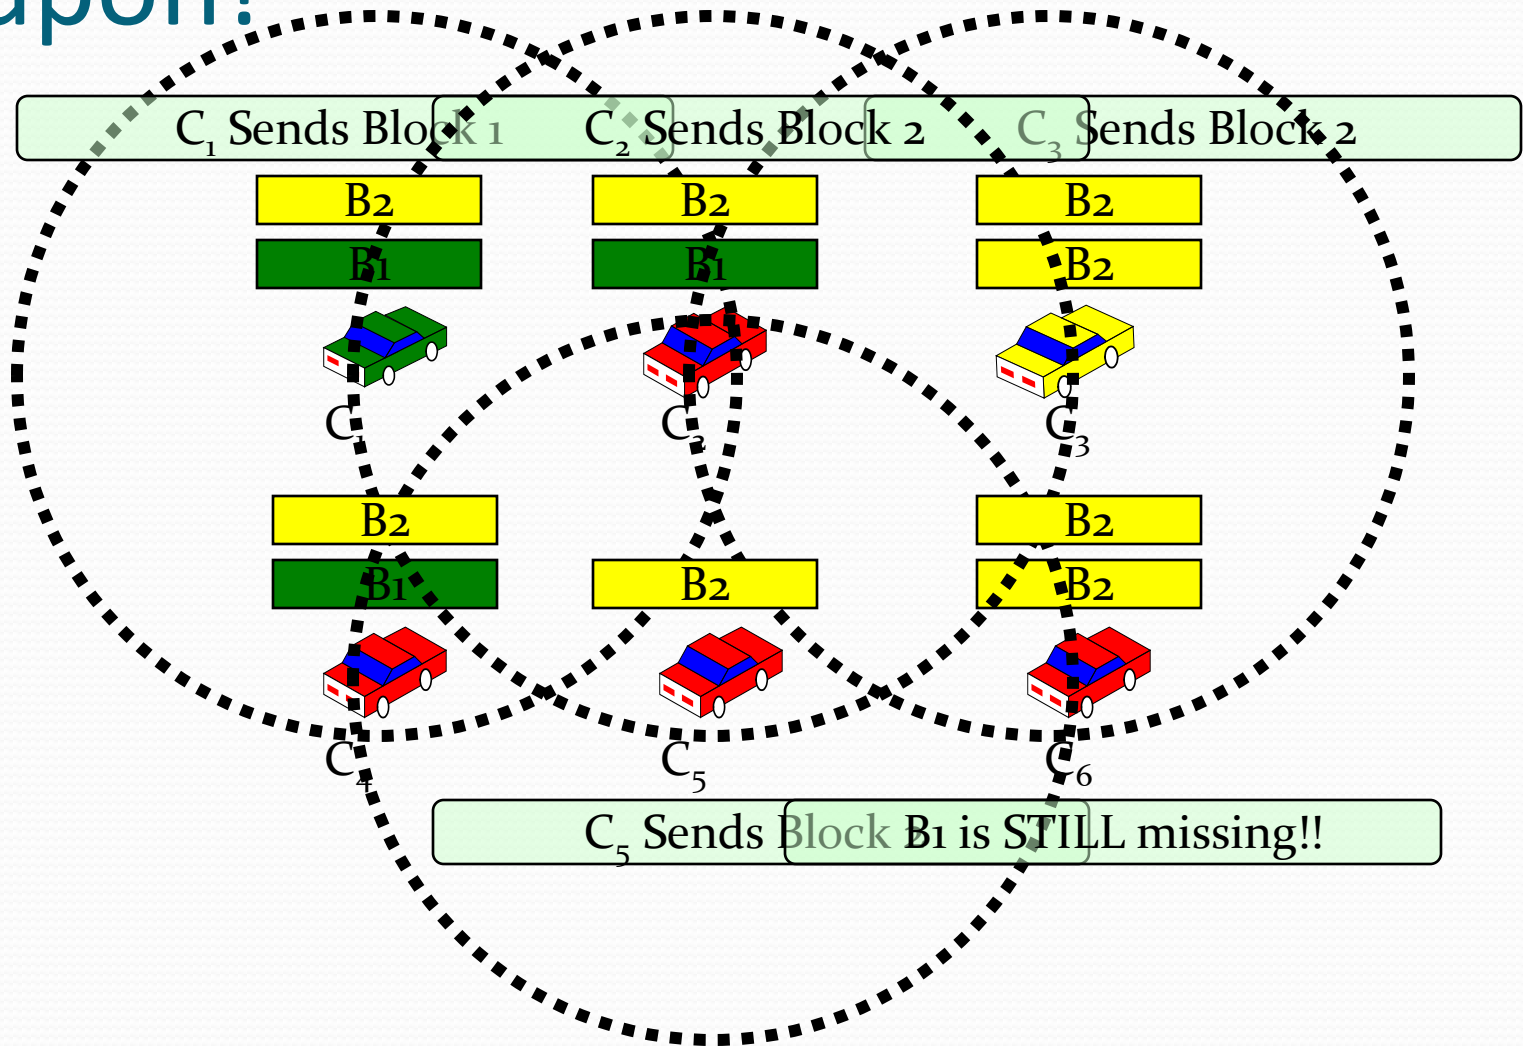 upon!
C₁ Sends Block 1
C₂ Sends Block 2
C₃ Sends Block 2
B2 B2 B2
B1 B1 B2
C₁ C₂ C₃
B2 B2
B1 B2 B2
C₄ C₅ C₆
C₅ Sends Block 2
B1 is STILL missing!!